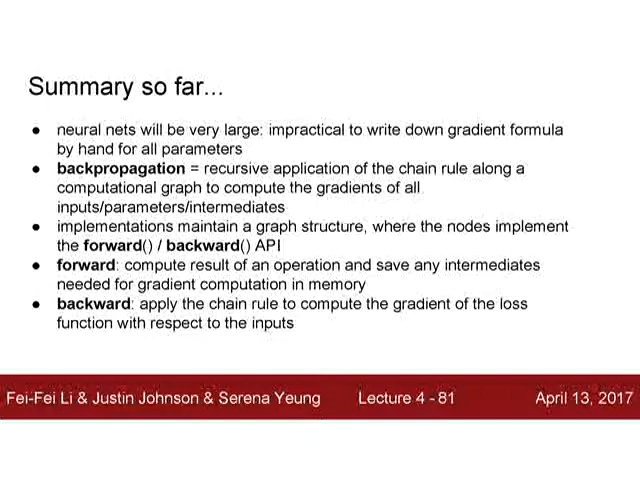 Summary so far...
● neural nets will be very large: impractical to write down gradient formula
by hand for all parameters
● backpropagation = recursive application of the chain rule along a
computational graph to compute the gradients of all
inputs/parameters/intermediates
● implementations maintain a graph structure, where the nodes implement
the forward() / backward() API
● forward: compute result of an operation and save any intermediates
needed for gradient computation in memory
● backward: apply the chain rule to compute the gradient of the loss
function with respect to the inputs
Fei-Fei Li & Justin Johnson & Serena Yeung Lecture 4 - 81 April 13, 2017